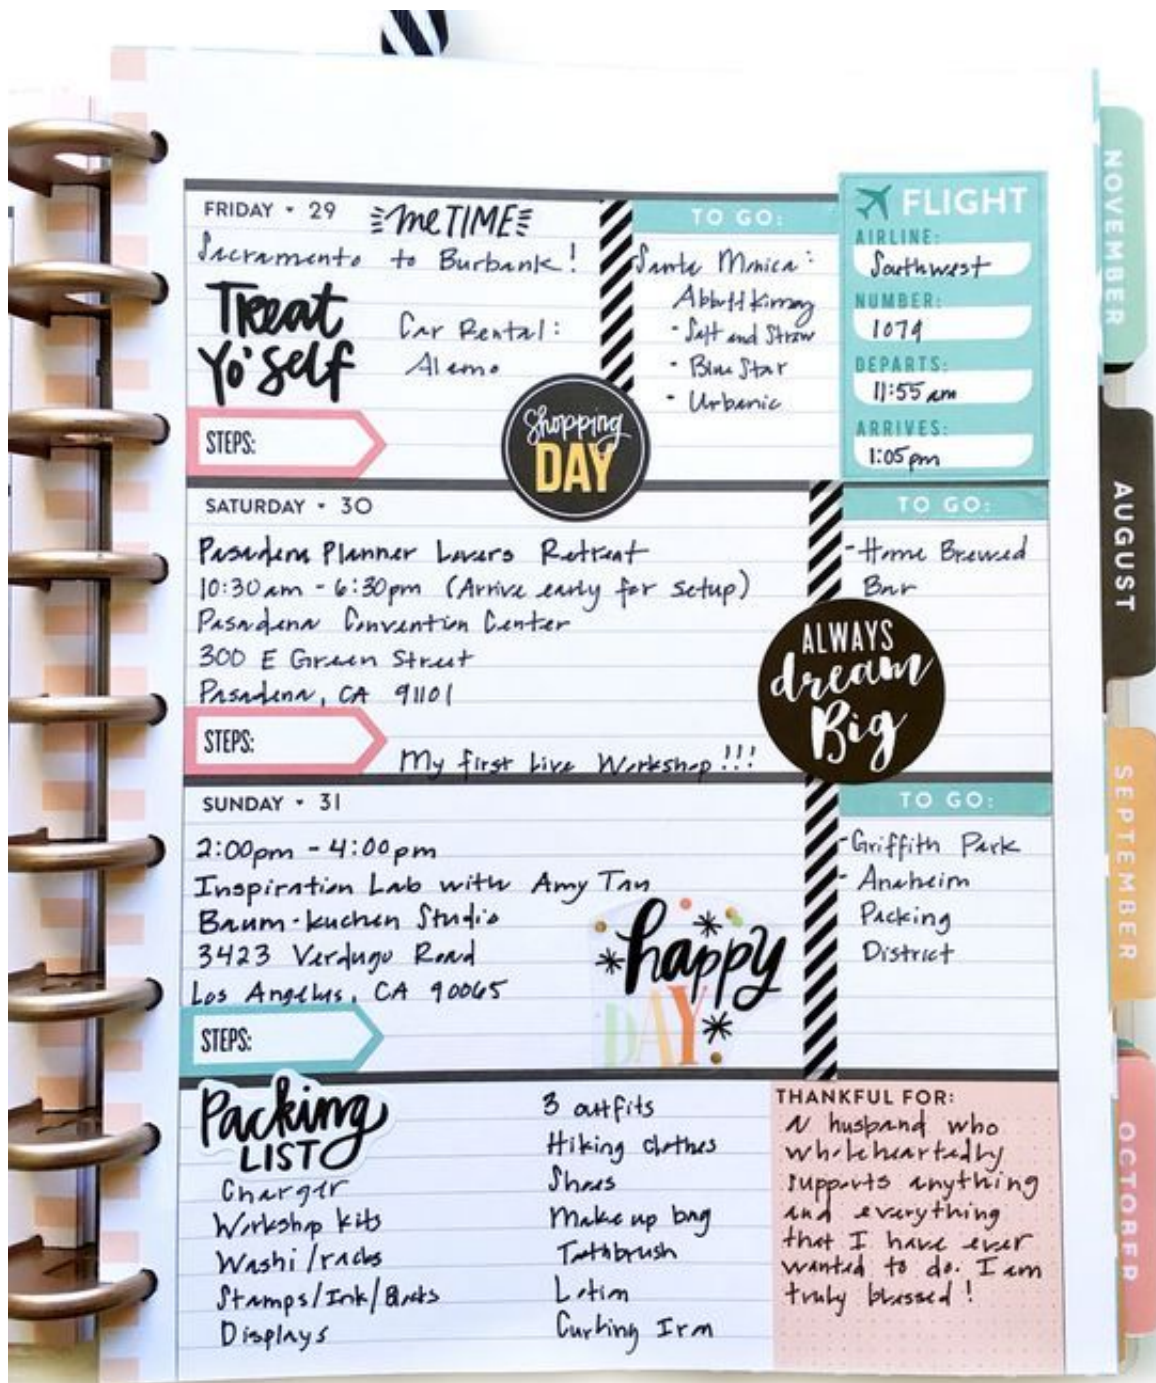 FRIDAY • 29
me TIME
Sacramento to Burbank!
Treat
Yo' Self
Car Rental:
Alamo
STEPS:
Shopping
DAY
TO GO:
Santa Monica:
Abbott Kinney
- Salt and Straw
- Blue Star
- Urbanic
FLIGHT
AIRLINE:
Southwest
NUMBER:
1079
DEPARTS:
11:55 am
ARRIVES:
1:05 pm
SATURDAY • 30
Pasadena Planner Lovers Retreat
10:30am - 6:30pm (Arrive early for setup)
Pasadena Convention Center
300 E Green Street
Pasadena, CA 91101
STEPS:
My first Live Workshop!!!
TO GO:
- Home Brewed
Bar
ALWAYS
dream
Big
SUNDAY • 31
2:00pm - 4:00pm
Inspiration Lab with Amy Tan
Baum-kuchen Studio
3423 Verdugo Road
Los Angeles, CA 90065
STEPS:
happy
DAY
TO GO:
- Griffith Park
- Anaheim
Packing
District
Packing
LIST
Charger
Workshop kits
Washi/racks
Stamps/Ink/
Displays
3 outfits
Hiking clothes
Shoes
Make up bag
Toothbrush
Lotion
Curling Iron
THANKFUL FOR:
A husband who
wholeheartedly
supports anything
and everything
that I have ever
wanted to do. I am
truly blessed!
NOVEMBER
AUGUST
SEPTEMBER
OCTOBER